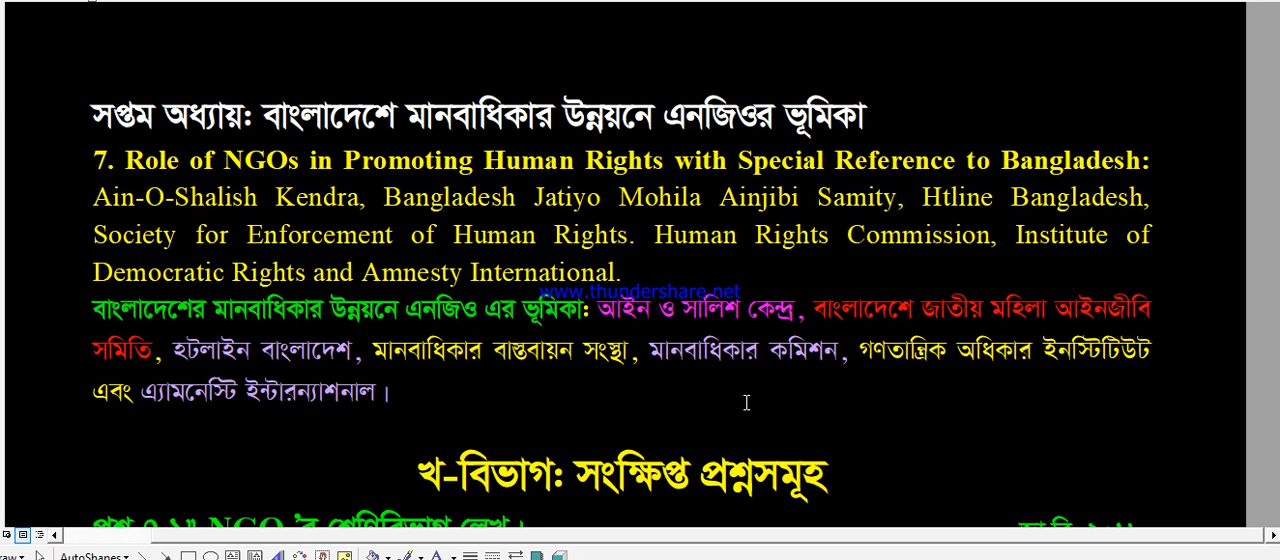 সপ্তম অধ্যায়: বাংলাদেশে মানবাধিকার উন্নয়নে এনজিওর ভূমিকা
7. Role of NGOs in Promoting Human Rights with Special Reference to Bangladesh:
Ain-O-Shalish Kendra, Bangladesh Jatiyo Mohila Ainjibi Samity, Htline Bangladesh,
Society for Enforcement of Human Rights. Human Rights Commission, Institute of
Democratic Rights and Amnesty International.
www.thundershare.net
বাংলাদেশের মানবাধিকার উন্নয়নে এনজিও এর ভূমিকা: আইন ও সালিশ কেন্দ্র, বাংলাদেশে জাতীয় মহিলা আইনজীবি
সমিতি, হটলাইন বাংলাদেশ, মানবাধিকার বাস্তবায়ন সংস্থা, মানবাধিকার কমিশন, গণতান্ত্রিক অধিকার ইনস্টিটিউট
এবং এ্যামনেস্টি ইন্টারন্যাশনাল।
খ-বিভাগ: সংক্ষিপ্ত প্রশ্নসমূহ
NGO 'র শ্রেণিবিভাগ লেখ।
AutoShapes